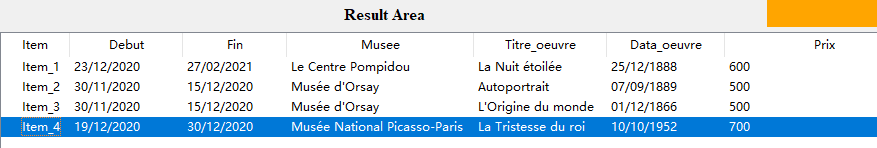 Result Area
Item Debut Fin Musee Titre_oeuvre Data_oeuvre Prix
Item_1 23/12/2020 27/02/2021 Le Centre Pompidou La Nuit étoilée 25/12/1888 600
Item_2 30/11/2020 15/12/2020 Musée d'Orsay Autoportrait 07/09/1889 500
Item_3 30/11/2020 15/12/2020 Musée d'Orsay L'Origine du monde 01/12/1866 500
Item_4 19/12/2020 30/12/2020 Musée National Picasso-Paris La Tristesse du roi 10/10/1952 700